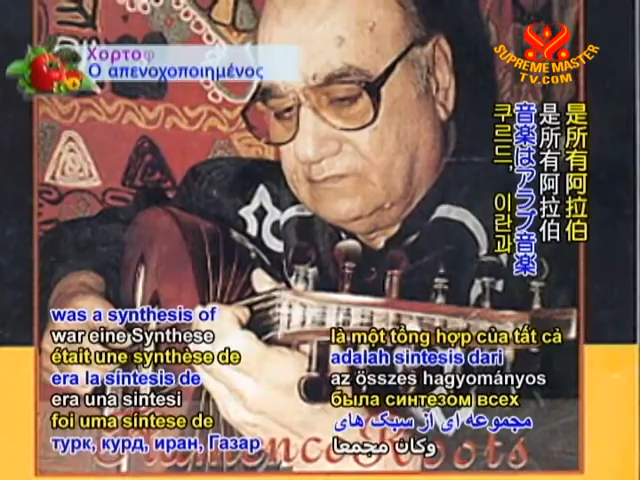 Χορτοφ
Ο απενοχοποιημένος
SUPREME MASTER
TV.COM
是所有阿拉伯
是所有阿拉伯
音楽はアラブ音楽
쿠르드, 이란과
was a synthesis of
war eine Synthese
était une synthèse de
era la síntesis de
era una sintesi
foi uma síntese de
турк, курд, иран, Газар
là một tổng hợp của tất cả
adalah sintesis dari
az összes hagyományos
была синтезом всех
مجموعه ای از سبک های
وكان مجمعا
Flamenco Roots